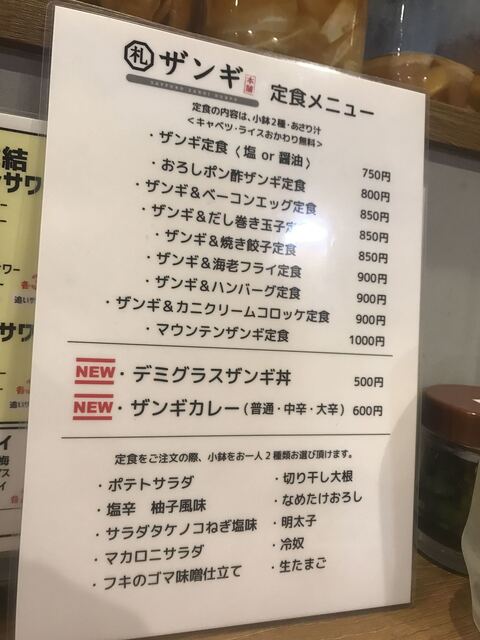 札 ザンギ 本舗
定食メニュー
定食の内容は、小鉢2種・あさり汁
<キャベツ・ライスおかわり無料>
・ザンギ定食(塩 or 醤油) 750円
・おろしポン酢ザンギ定食 800円
・ザンギ&ベーコンエッグ定食 850円
・ザンギ&だし巻き玉子定食 850円
・ザンギ&焼き餃子定食 850円
・ザンギ&海老フライ定食 900円
・ザンギ&ハンバーグ定食 900円
・ザンギ&カニクリームコロッケ定食 900円
・マウンテンザンギ定食 1000円
NEW・デミグラスザンギ丼 500円
NEW・ザンギカレー(普通・中辛・大辛) 600円
定食をご注文の際、小鉢をお一人2種類お選び頂けます。
・ポテトサラダ
・塩辛 柚子風味
・サラダタケノコねぎ塩味
・マカロニサラダ
・フキのゴマ味噌仕立て
・切り干し大根
・なめたけおろし
・明太子
・冷奴
・生たまご
結
ンサワ
ワー
追い
サワ
追い
イ
梅